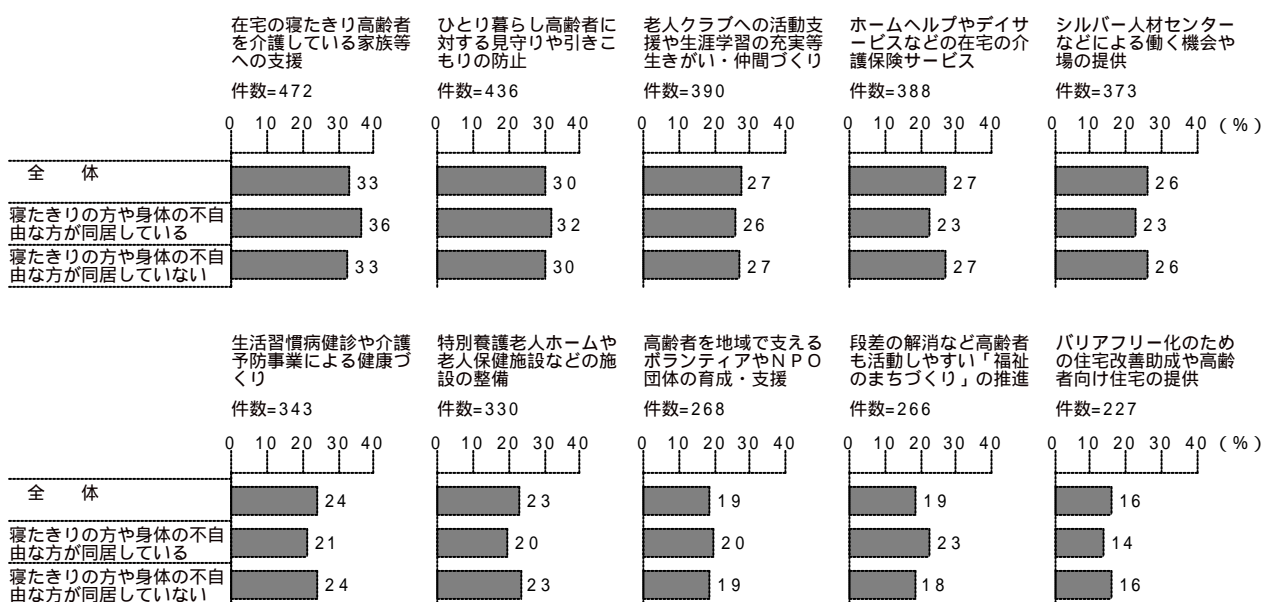 在宅の寝たきり高齢者
を介護している家族等
への支援
件数=472
ひとり暮らし高齢者に
対する見守りや引きこ
もりの防止
件数=436
老人クラブへの活動支
援や生涯学習の充実等
生きがい・仲間づくり
件数=390
ホームヘルプやデイサ
ービスなどの在宅の介
護保険サービス
件数=388
シルバー人材センター
などによる働く機会や
場の提供
件数=373
0 10 20 30 40 0 10 20 30 40 0 10 20 30 40 0 10 20 30 40 0 10 20 30 40 (%)
全 体 33 30 27 27 26
寝たきりの方や身体の不自
由な方が同居している 36 32 26 23 23
寝たきりの方や身体の不自
由な方が同居していない 33 30 27 27 26
生活習慣病健診や介護
予防事業による健康づ
くり
件数=343
特別養護老人ホームや
老人保健施設などの施
設の整備
件数=330
高齢者を地域で支える
ボランティアやNPO
団体の育成・支援
件数=268
段差の解消など高齢者
も活動しやすい「福祉
のまちづくり」の推進
件数=266
バリアフリー化のため
の住宅改善助成や高齢
者向け住宅の提供
件数=227
0 10 20 30 40 0 10 20 30 40 0 10 20 30 40 0 10 20 30 40 0 10 20 30 40 (%)
全 体 24 23 19 19 16
寝たきりの方や身体の不自
由な方が同居している 21 20 20 23 14
寝たきりの方や身体の不自
由な方が同居していない 24 23 19 18 16